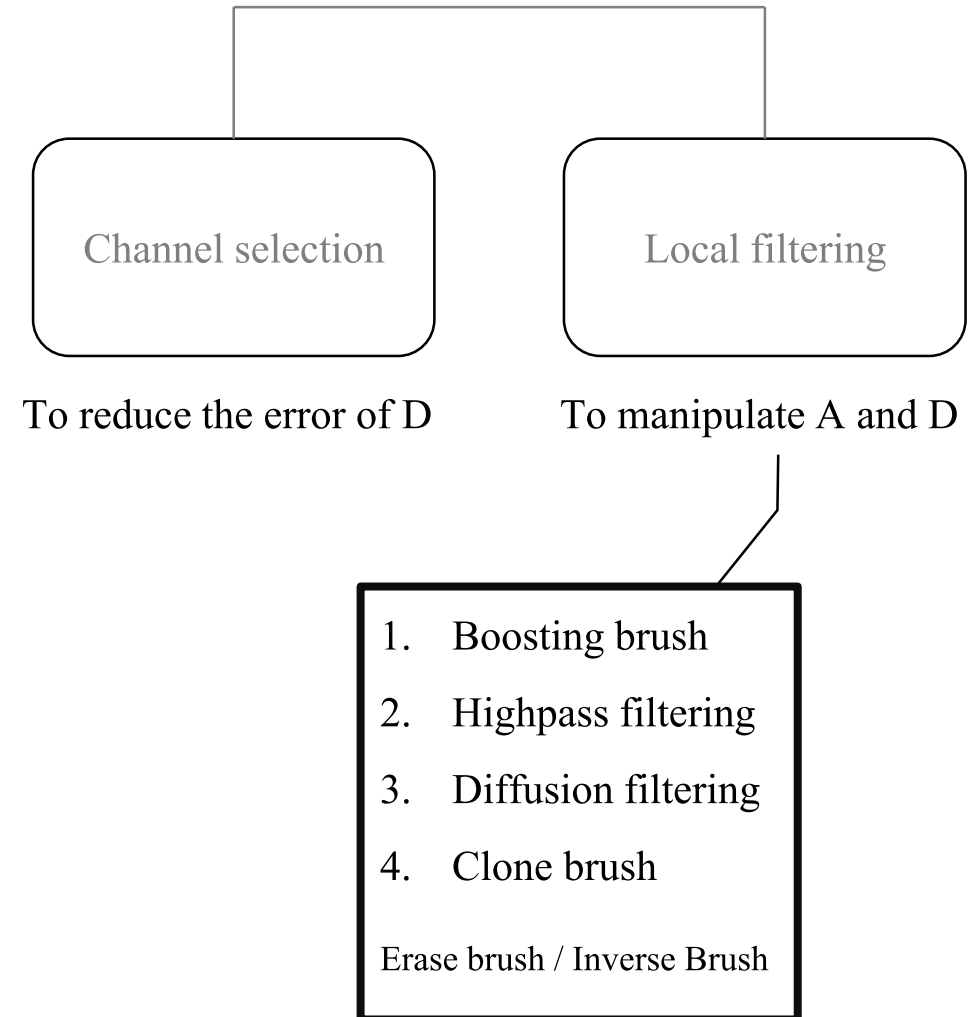 Channel selection
Local filtering
To reduce the error of D
To manipulate A and D
1. Boosting brush
2. Highpass filtering
3. Diffusion filtering
4. Clone brush
Erase brush / Inverse Brush